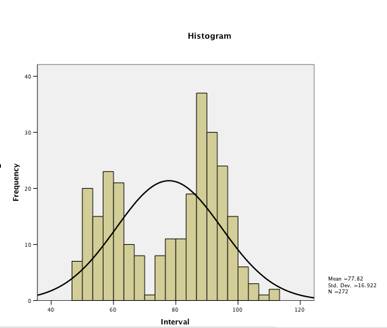 Histogram
40
30
20
10
0
Frequency
40 60 80 100 120
Interval
Mean =77.82
Std. Dev. =16.922
N =272